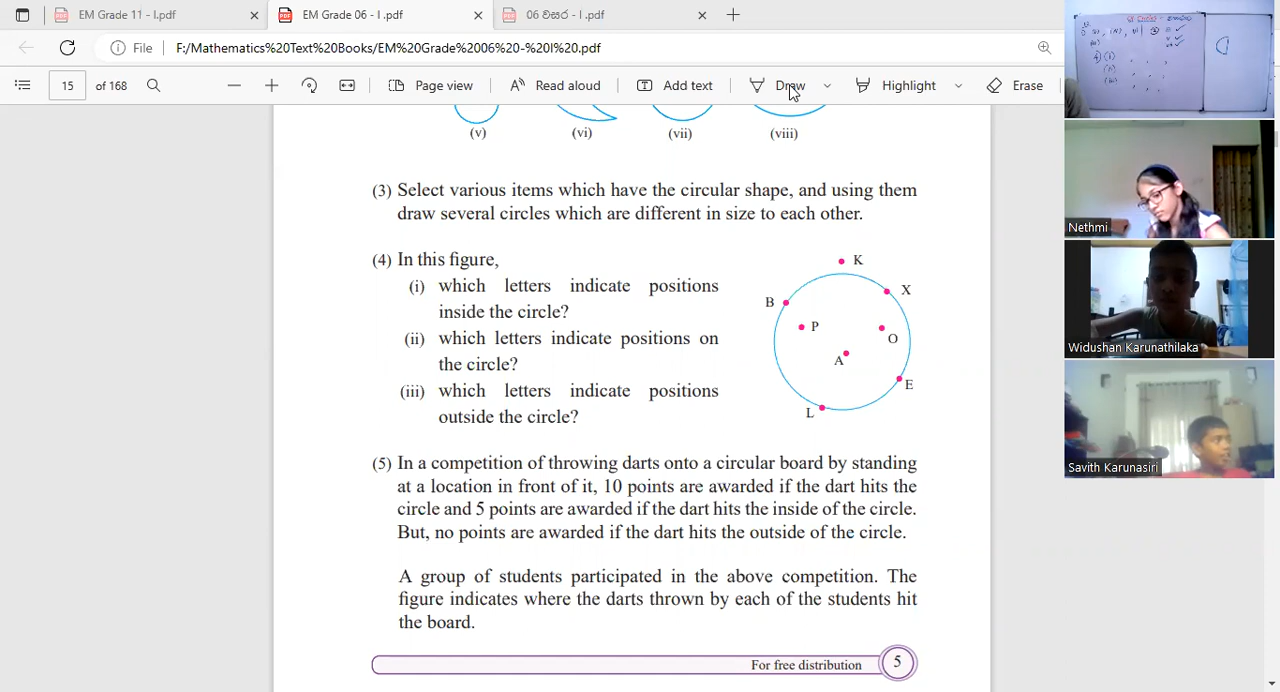 EM Grade 11 - I.pdf
EM Grade 06 - I .pdf
06 විසර - I .pdf
File
F:/Mathematics%20Text%20Books/EM%20Grade%2006%20-%20I%20.pdf
15 of 168
Page view
Read aloud
Add text
Draw
Highlight
Erase
(v) (vi) (vii) (viii)
(3) Select various items which have the circular shape, and using them
draw several circles which are different in size to each other.
(4) In this figure,
(i) which letters indicate positions
inside the circle?
(ii) which letters indicate positions on
the circle?
(iii) which letters indicate positions
outside the circle?
K
X
B
P
O
A
E
L
(5) In a competition of throwing darts onto a circular board by standing
at a location in front of it, 10 points are awarded if the dart hits the
circle and 5 points are awarded if the dart hits the inside of the circle.
But, no points are awarded if the dart hits the outside of the circle.
A group of students participated in the above competition. The
figure indicates where the darts thrown by each of the students hit
the board.
For free distribution
5
Nethmi
Widushan Karunathilaka
Savith Karunasiri